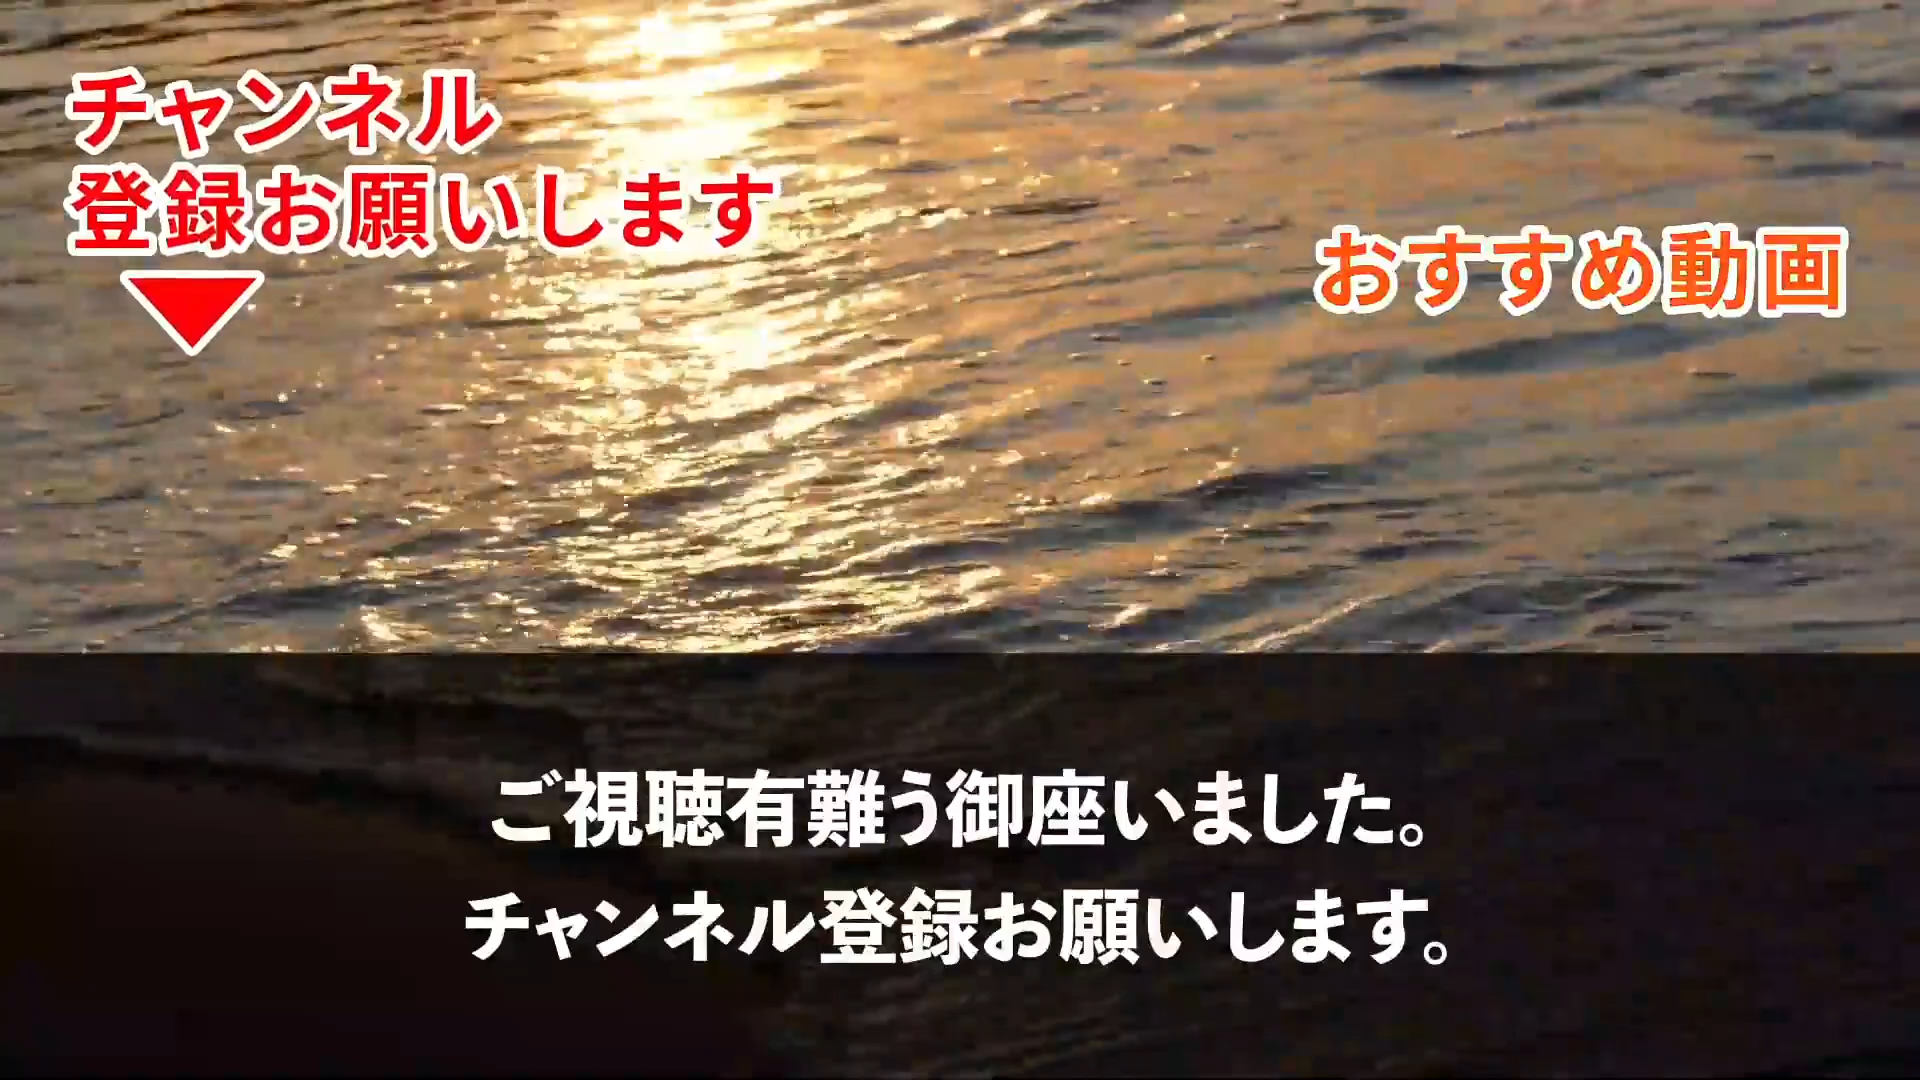 チャンネル
登録お願いします
おすすめ動画
ご視聴有難う御座いました。
チャンネル登録お願いします。